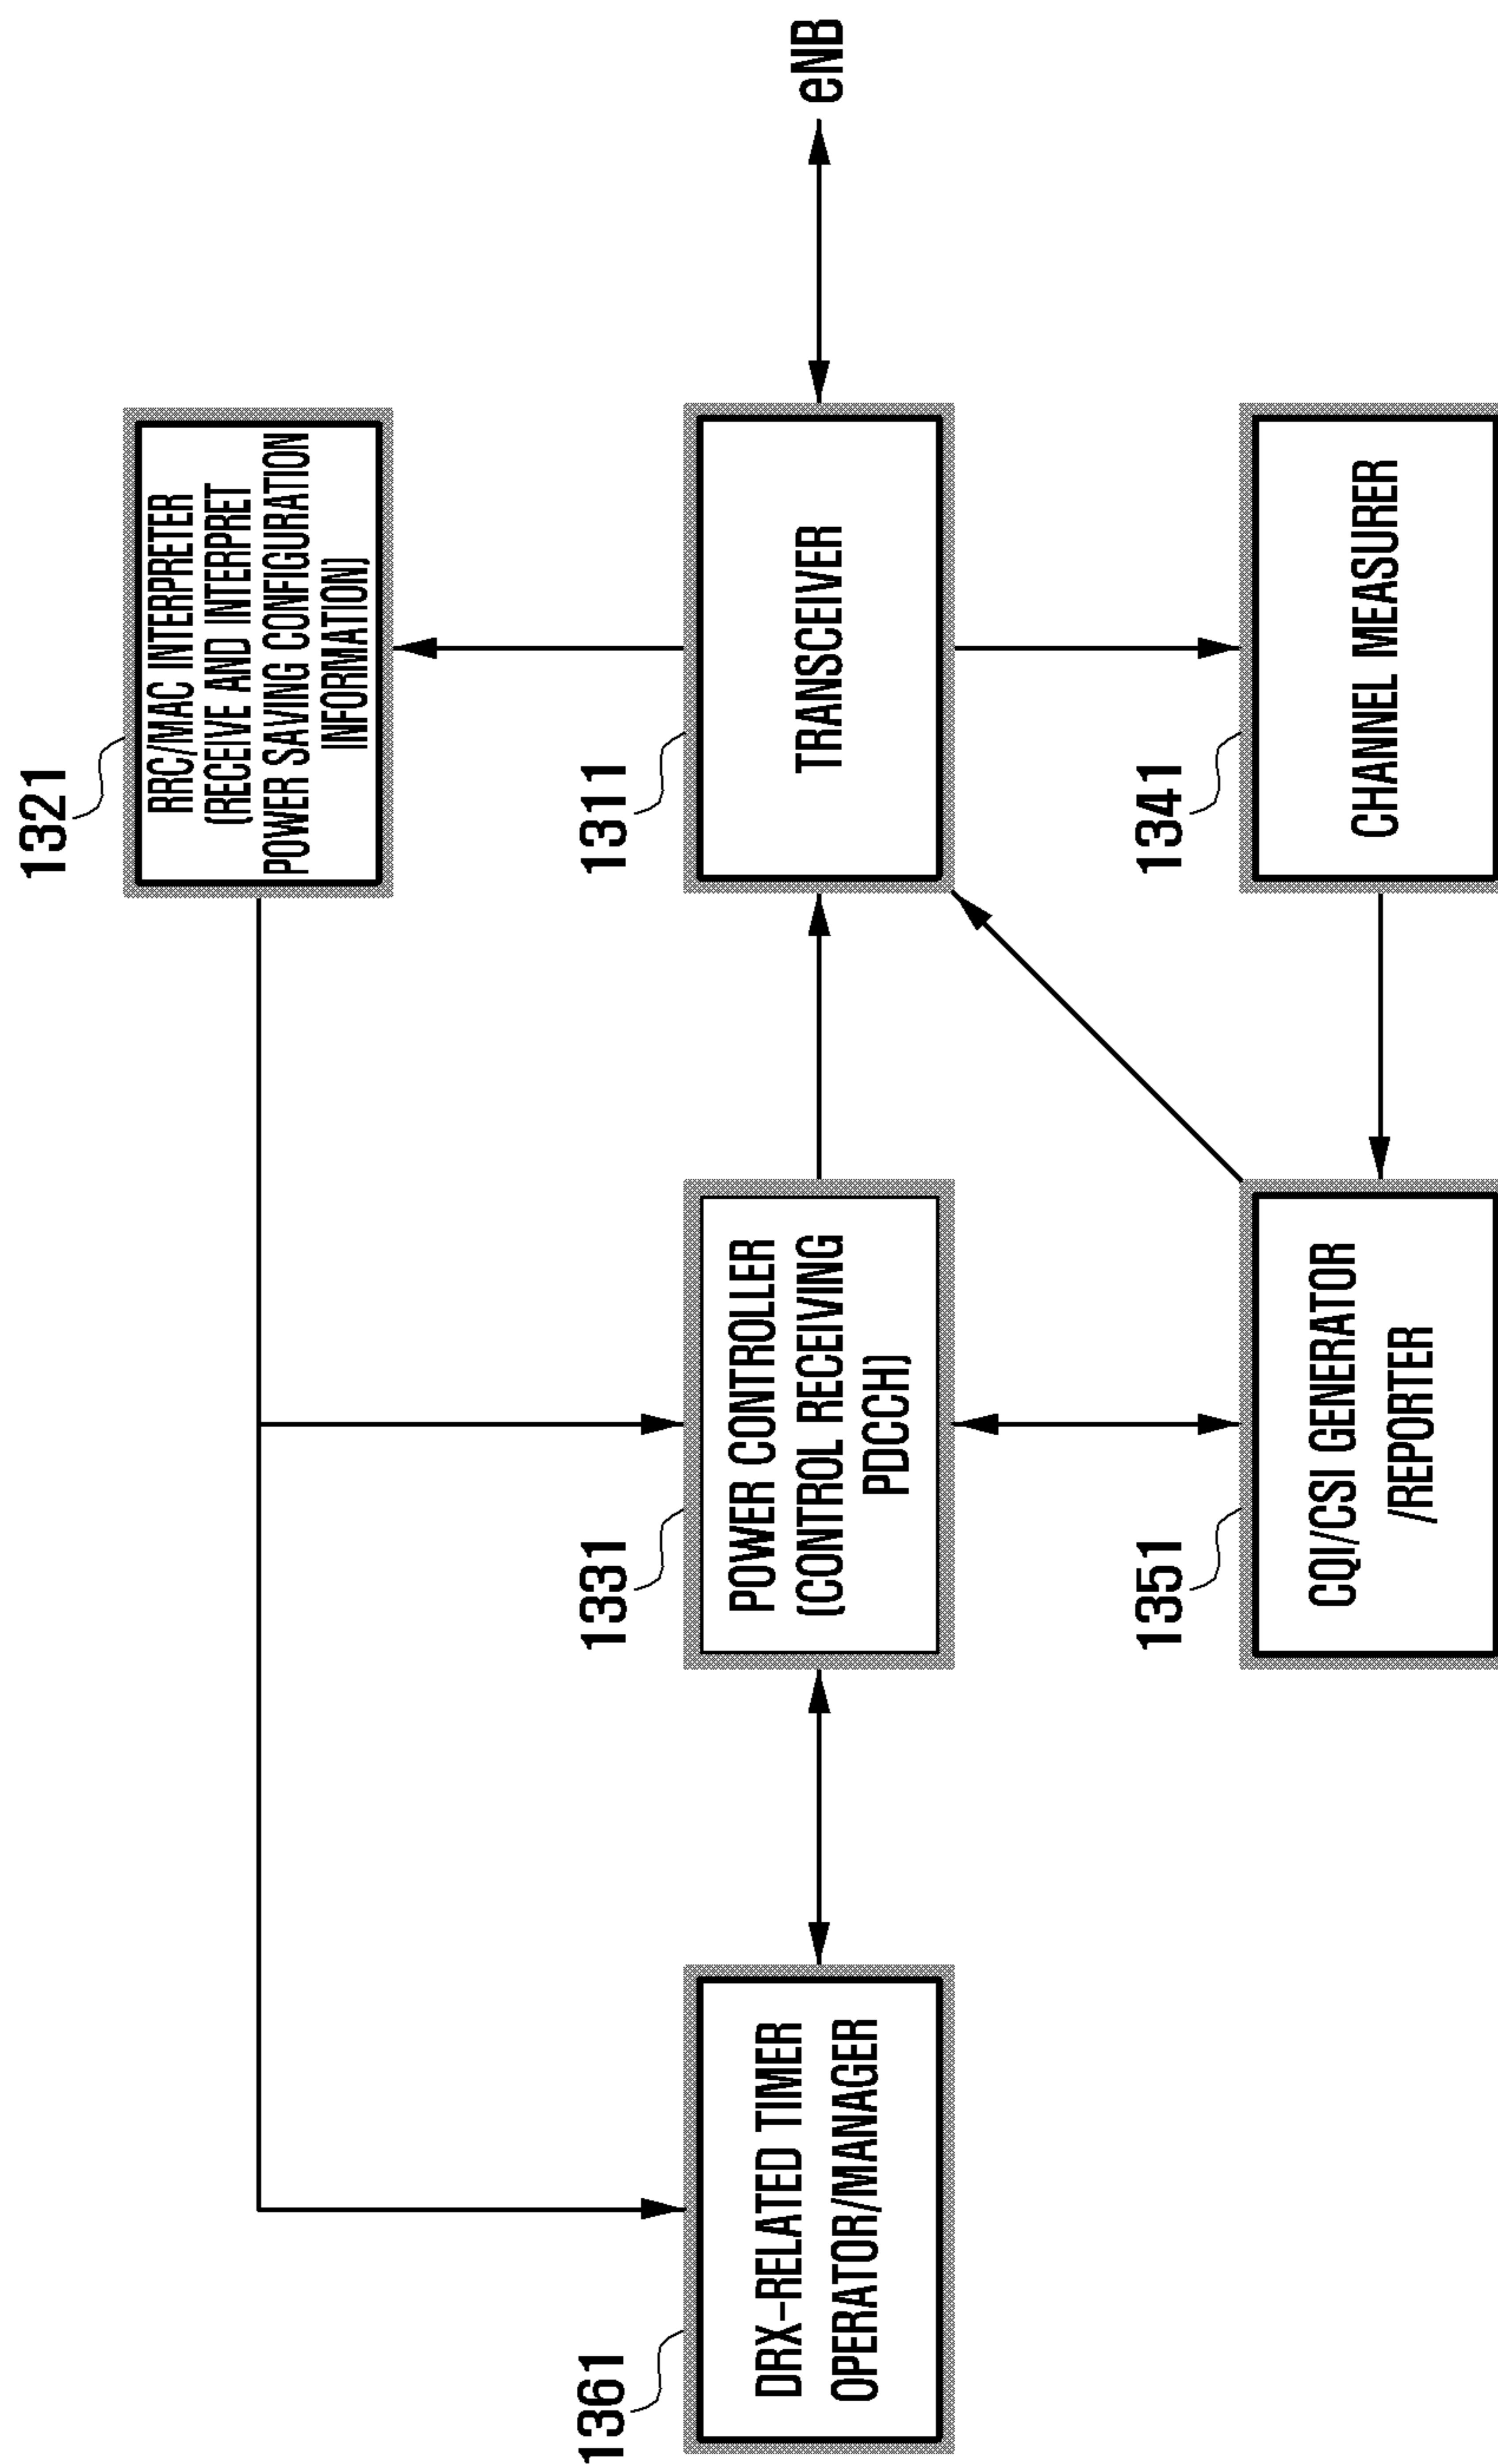 1321
RRC/MAC INTERPRETER
(RECEIVE AND INTERPRET
POWER SAVING CONFIGURATION
INFORMATION)
1361
DRX-RELATED TIMER
OPERATOR/MANAGER
1331
POWER CONTROLLER
(CONTROL RECEIVING
PDCCH)
1311
TRANSCEIVER
eNB
1351
CQI/CSI GENERATOR
/REPORTER
1341
CHANNEL MEASURER